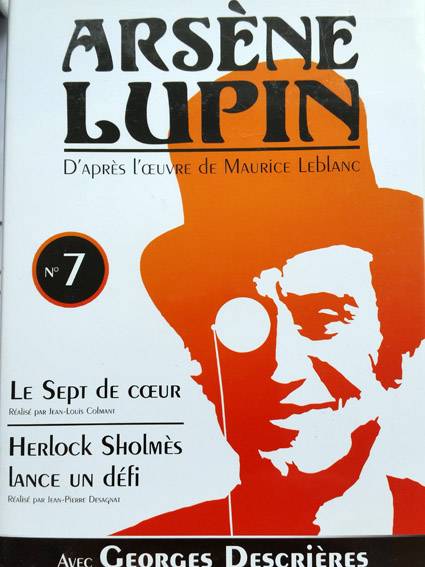 ARSÈNE
LUPIN
D'après l'œuvre de Maurice Leblanc
N° 7
Le Sept de cœur
Réalisé par Jean-Louis Colmant
Herlock Sholmès
lance un défi
Réalisé par Jean-Pierre Desagnat
Avec Georges Descrières